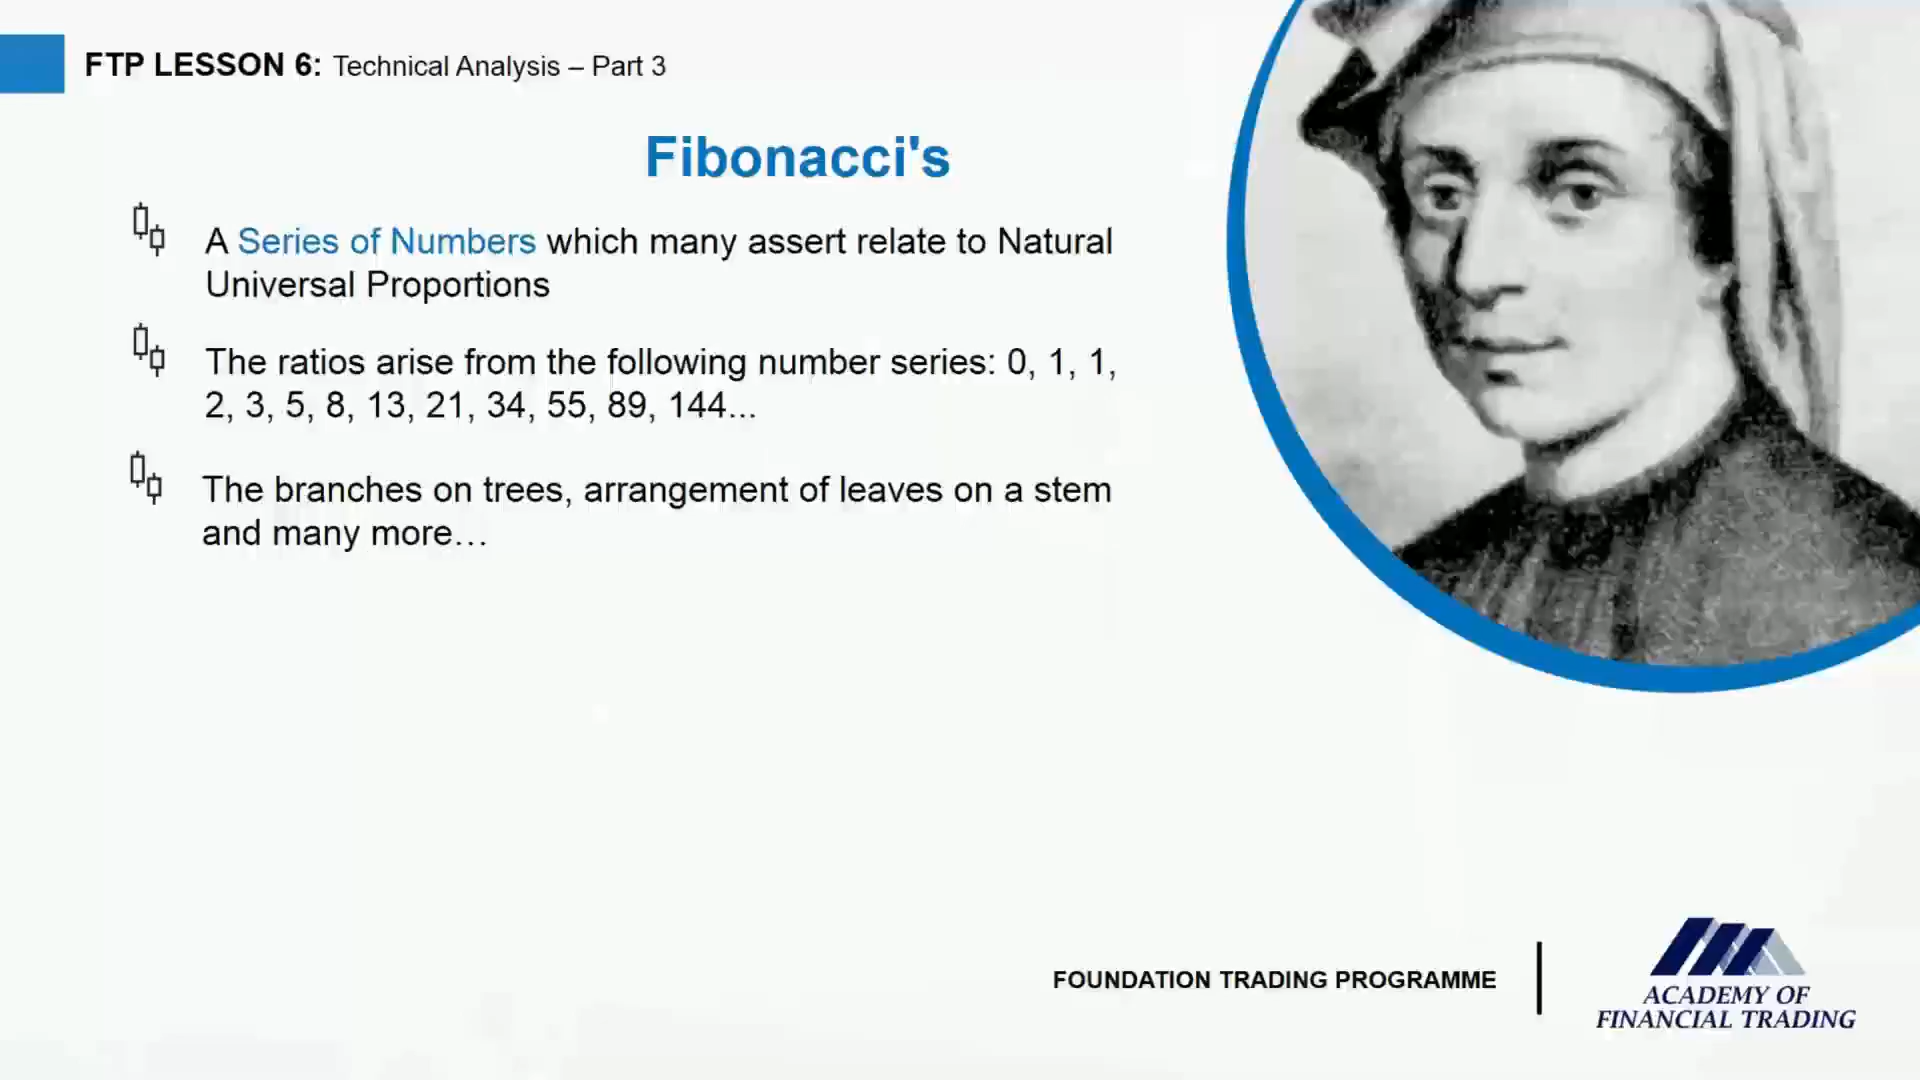 FTP LESSON 6: Technical Analysis – Part 3
Fibonacci's
A Series of Numbers which many assert relate to Natural
Universal Proportions
The ratios arise from the following number series: 0, 1, 1,
2, 3, 5, 8, 13, 21, 34, 55, 89, 144...
The branches on trees, arrangement of leaves on a stem
and many more…
FOUNDATION TRADING PROGRAMME
ACADEMY OF
FINANCIAL TRADING